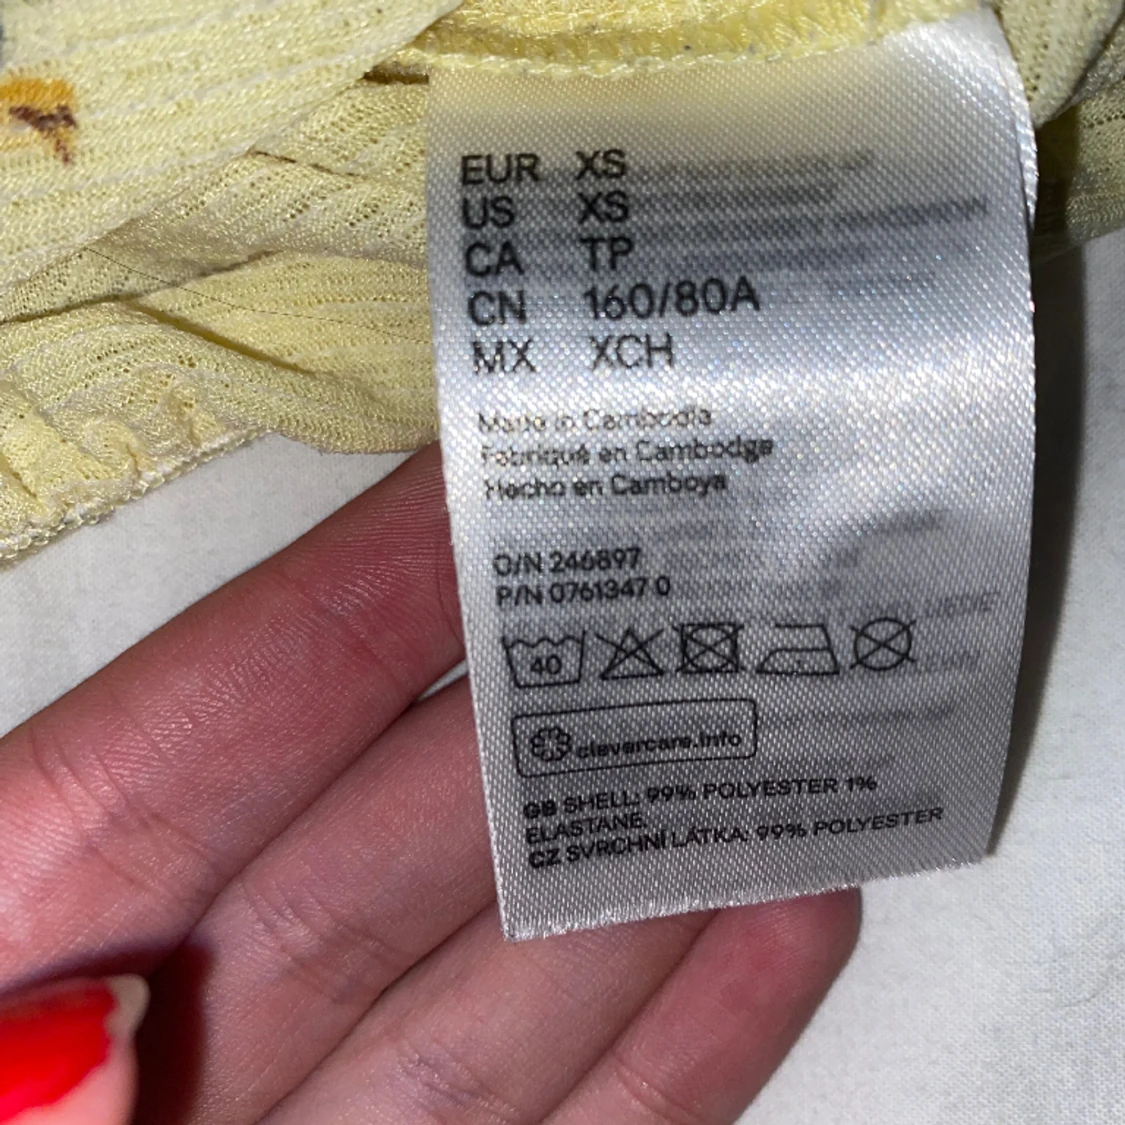 EUR XS
US XS
CA TP
CN 160/80A
MX XCH
Made in Cambodia
Fabriqué en Cambodge
Hecho en Camboya
O/N 246897
P/N 0761347 0
40
clevercare.info
GB SHELL: 99% POLYESTER 1%
ELASTANE
CZ SVRCHNÍ LÁTKA: 99% POLYESTER